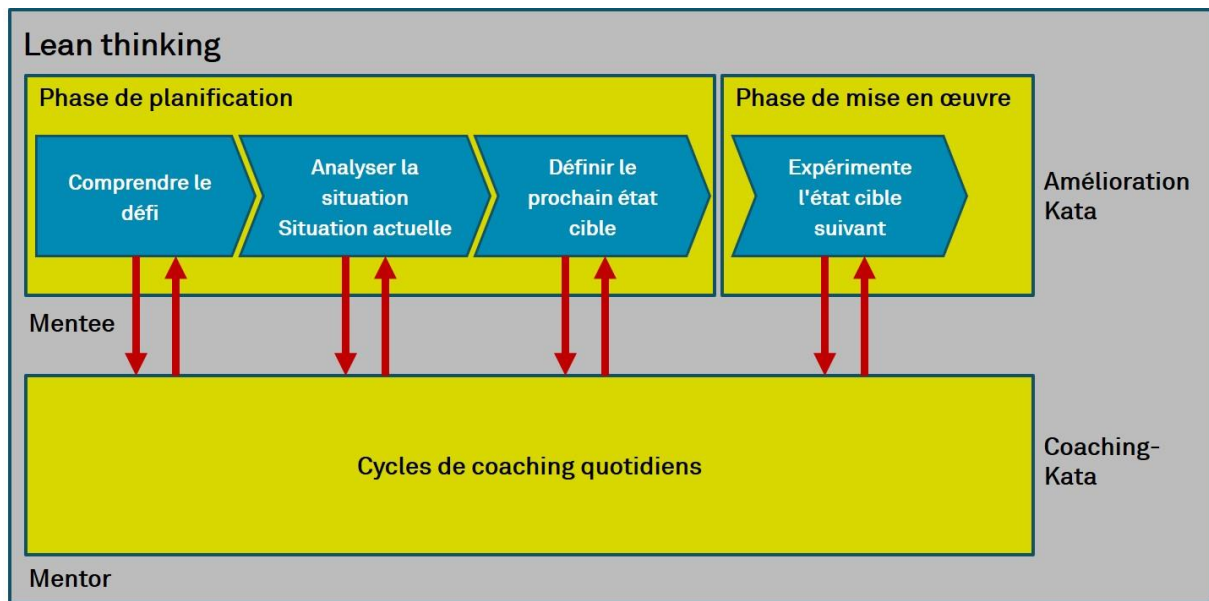 Lean thinking
Phase de planification
Phase de mise en œuvre
Comprendre le
défi
Analyser la
situation
Situation actuelle
Définir le
prochain état
cible
Expérimente
l'état cible
suivant
Amélioration
Kata
Mentee
Cycles de coaching quotidiens
Coaching-
Kata
Mentor